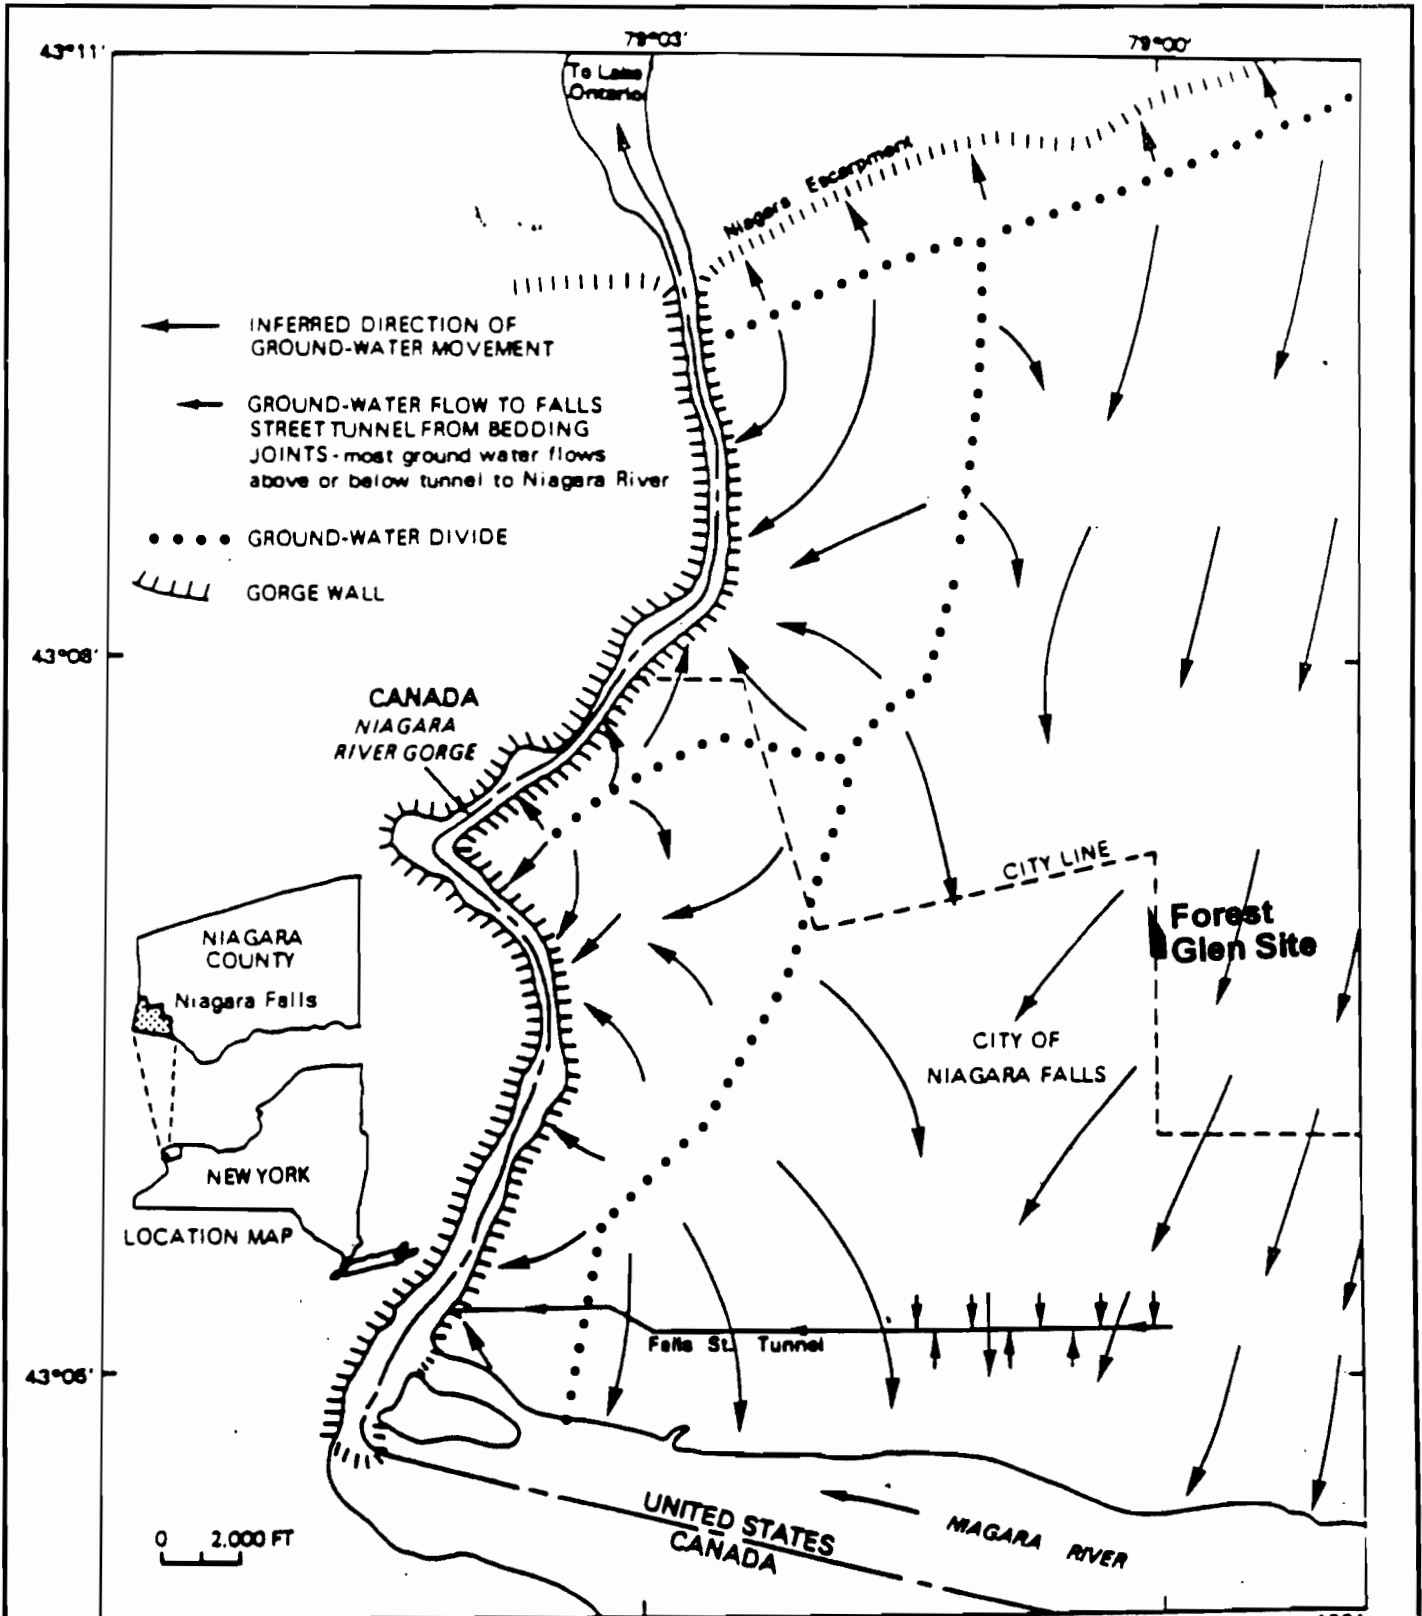 43°11'
79°03'
79°00'
To Lake
Ontario
Niagara Escarpment
INFERRED DIRECTION OF
GROUND-WATER MOVEMENT
GROUND-WATER FLOW TO FALLS
STREET TUNNEL FROM BEDDING
JOINTS - most ground water flows
above or below tunnel to Niagara River
GROUND-WATER DIVIDE
GORGE WALL
43°08'
CANADA
NIAGARA
RIVER GORGE
CITY LINE
Forest
Glen Site
NIAGARA
COUNTY
Niagara Falls
CITY OF
NIAGARA FALLS
NEW YORK
LOCATION MAP
Falls St. Tunnel
43°05'
0 2,000 FT
UNITED STATES
CANADA
NIAGARA RIVER